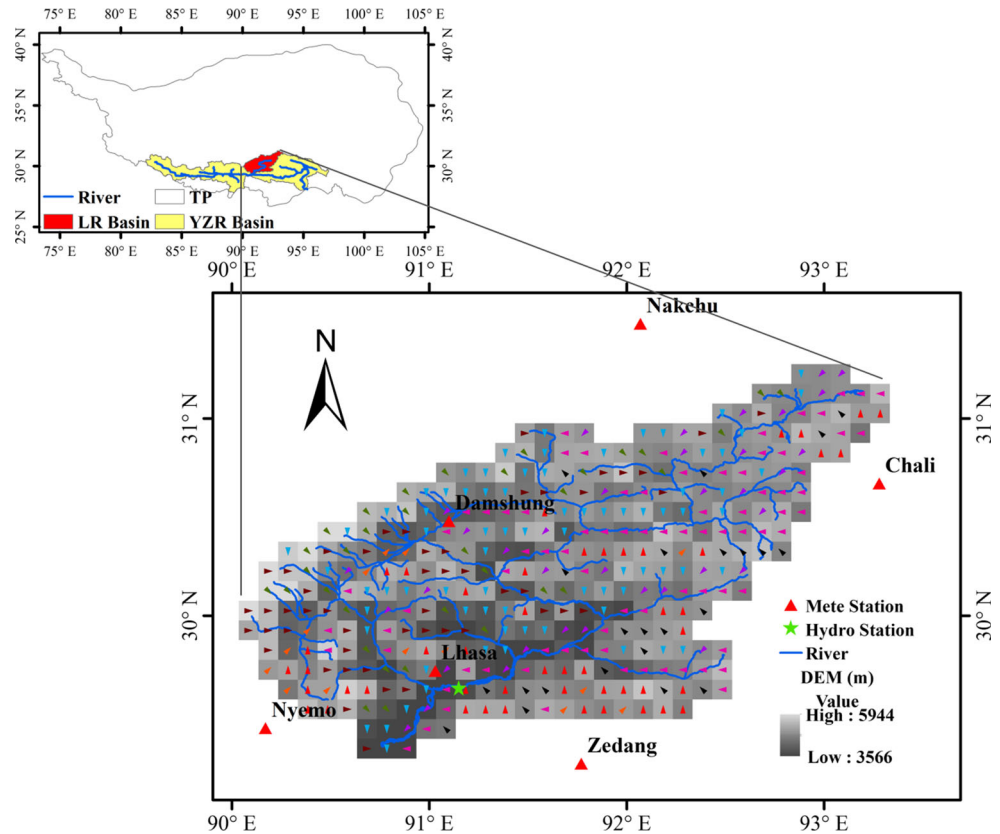 75° E 80° E 85° E 90° E 95° E 100° E 105° E
40° N
40° N
35° N
35° N
30° N
30° N
25° N
25° N
River
TP
LR Basin
YZR Basin
75° E 80° E 85° E 90° E 95° E 100° E 105° E
90° E 91° E 92° E 93° E
Nakchu
N
31° N
31° N
Chali
Damshung
30° N
30° N
Mete Station
Hydro Station
River
DEM (m)
Value
High : 5944
Low : 3566
Lhasa
Nyemo
Zedang
90° E 91° E 92° E 93° E